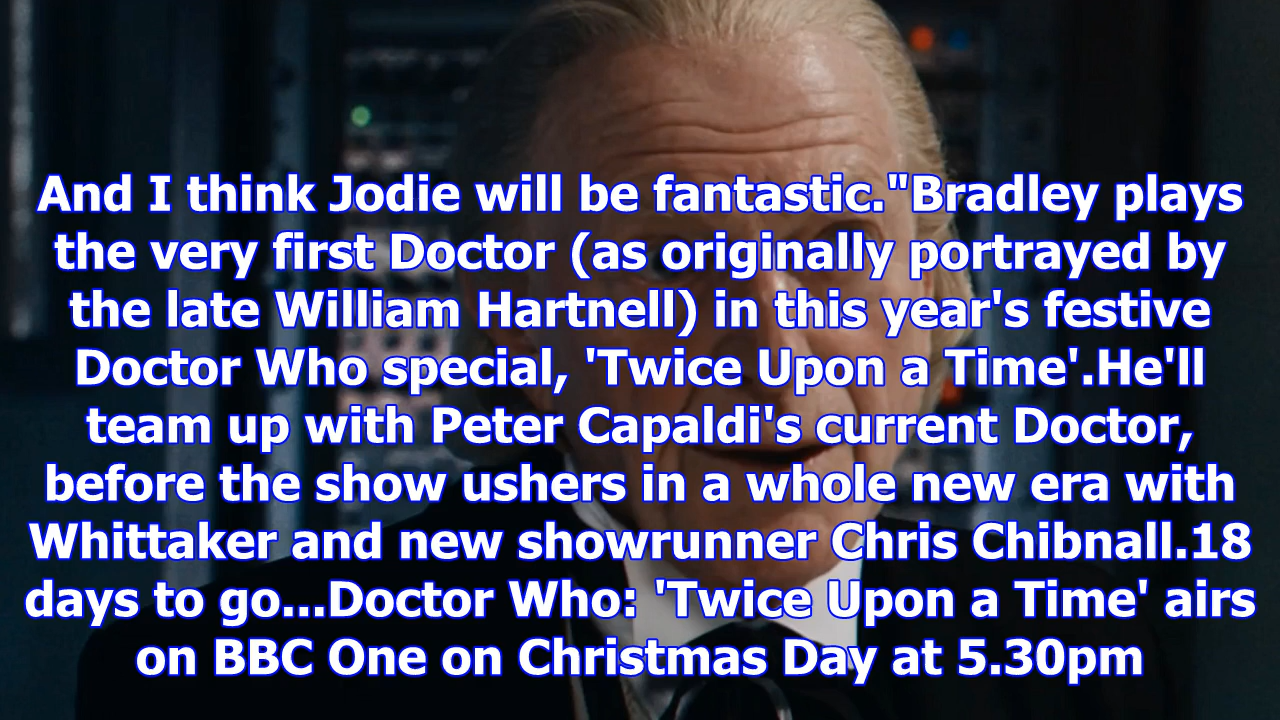 And I think Jodie will be fantastic."Bradley plays
the very first Doctor (as originally portrayed by
the late William Hartnell) in this year's festive
Doctor Who special, 'Twice Upon a Time'.He'll
team up with Peter Capaldi's current Doctor,
before the show ushers in a whole new era with
Whittaker and new showrunner Chris Chibnall.18
days to go...Doctor Who: 'Twice Upon a Time' airs
on BBC One on Christmas Day at 5.30pm